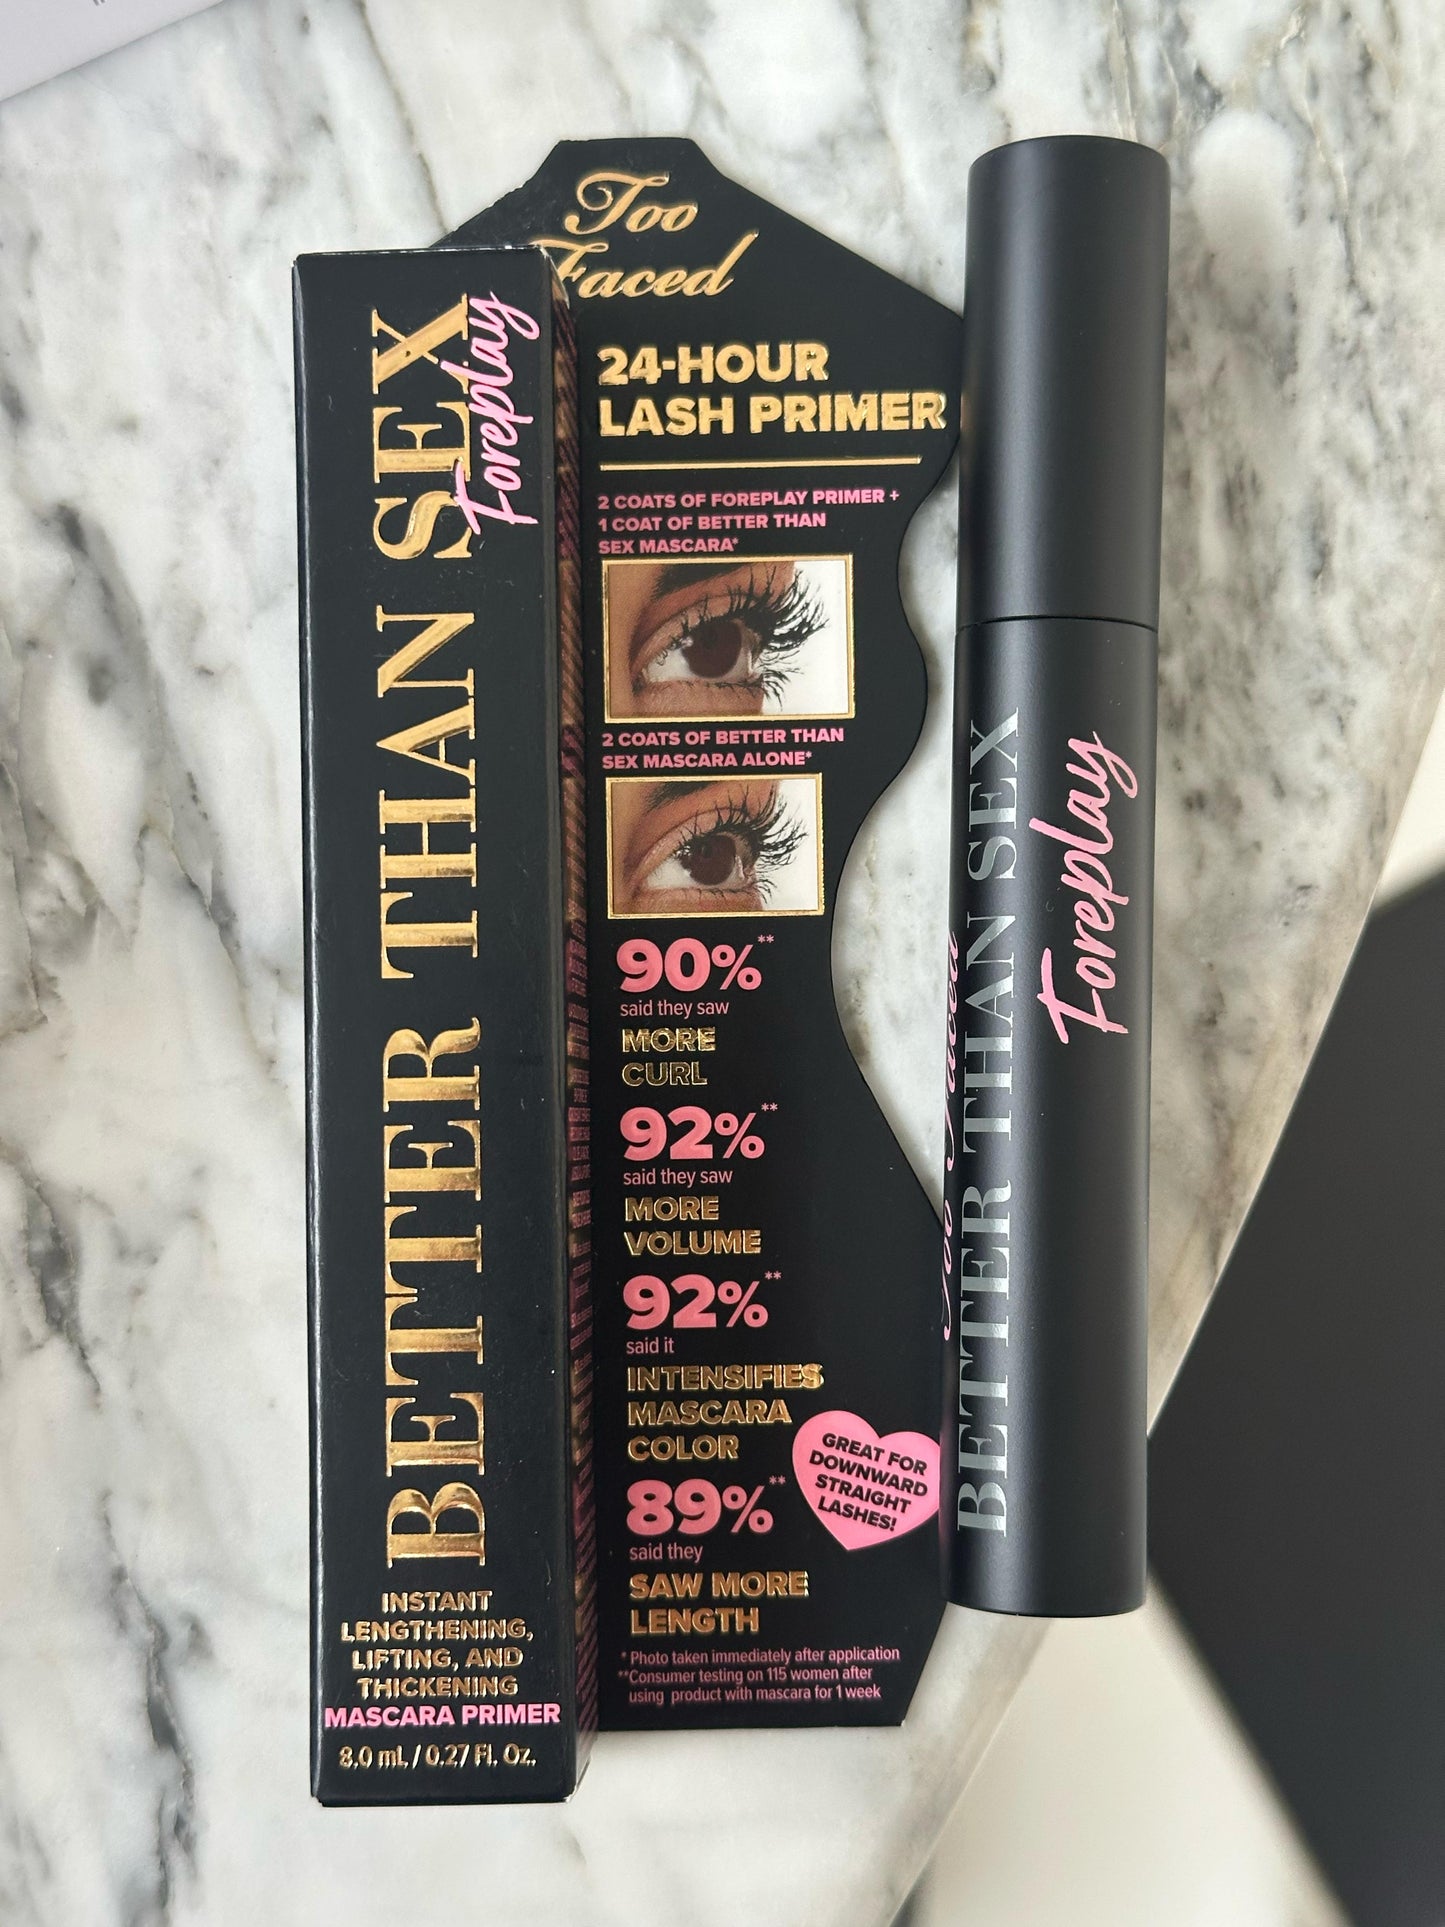 BETTER THAN SEX
Foreplay
INSTANT
LENGTHENING,
LIFTING, AND
THICKENING
MASCARA PRIMER
8.0 mL / 0.27 Fl. Oz.
Too
Faced
24-HOUR
LASH PRIMER
2 COATS OF FOREPLAY PRIMER +
1 COAT OF BETTER THAN
SEX MASCARA*
2 COATS OF BETTER THAN
SEX MASCARA ALONE*
90%**
said they saw
MORE
CURL
92%**
said they saw
MORE
VOLUME
92%**
said it
INTENSIFIES
MASCARA
COLOR
89%**
said they
SAW MORE
LENGTH
GREAT FOR
DOWNWARD
STRAIGHT
LASHES!
* Photo taken immediately after application
**Consumer testing on 115 women after
using product with mascara for 1 week
Too Faced
BETTER THAN SEX
Foreplay